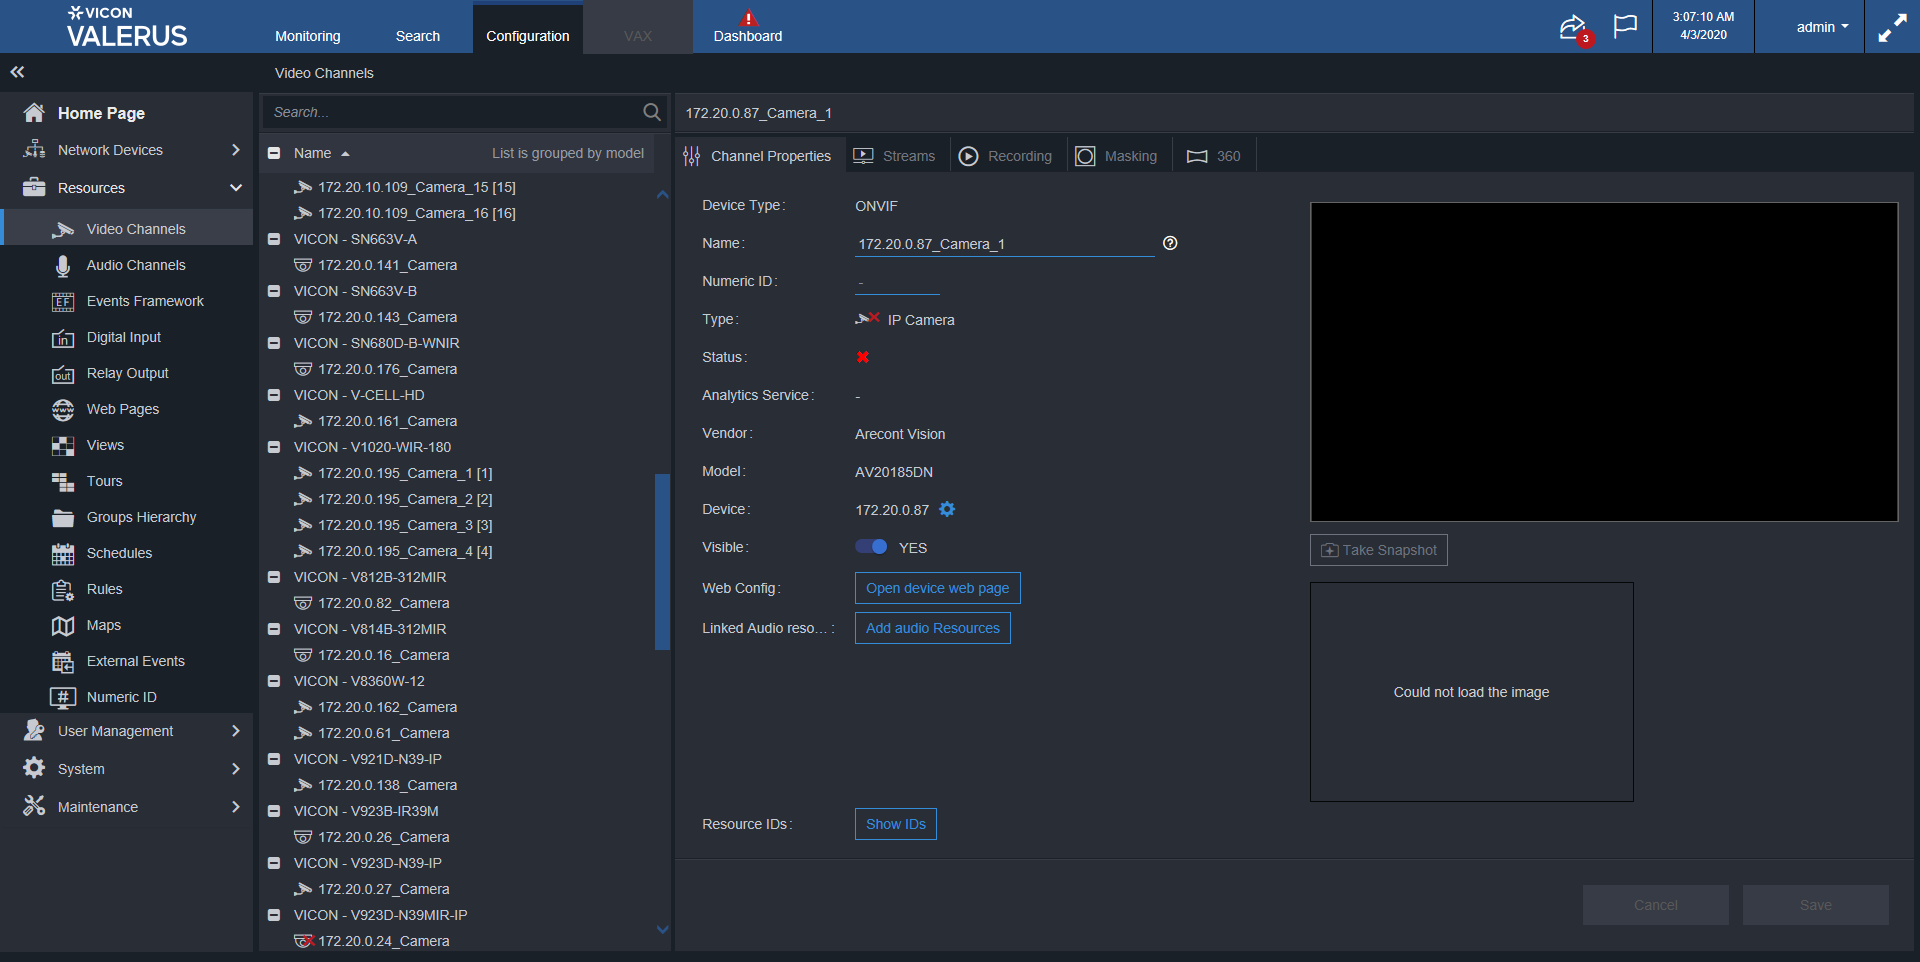 VICON
VALERUS
Monitoring
Search
Configuration
VAX
Dashboard
3
3:07:10 AM
4/3/2020
admin
Video Channels
Home Page
Network Devices
Resources
Video Channels
Audio Channels
EF
Events Framework
in
Digital Input
out
Relay Output
www
Web Pages
Views
Tours
Groups Hierarchy
Schedules
Rules
Maps
External Events
#
Numeric ID
User Management
System
Maintenance
Search...
Name
List is grouped by model
172.20.10.109_Camera_15 [15]
172.20.10.109_Camera_16 [16]
VICON - SN663V-A
172.20.0.141_Camera
VICON - SN663V-B
172.20.0.143_Camera
VICON - SN680D-B-WNIR
172.20.0.176_Camera
VICON - V-CELL-HD
172.20.0.161_Camera
VICON - V1020-WIR-180
172.20.0.195_Camera_1 [1]
172.20.0.195_Camera_2 [2]
172.20.0.195_Camera_3 [3]
172.20.0.195_Camera_4 [4]
VICON - V812B-312MIR
172.20.0.82_Camera
VICON - V814B-312MIR
172.20.0.16_Camera
VICON - V8360W-12
172.20.0.162_Camera
172.20.0.61_Camera
VICON - V921D-N39-IP
172.20.0.138_Camera
VICON - V923B-IR39M
172.20.0.26_Camera
VICON - V923D-N39-IP
172.20.0.27_Camera
VICON - V923D-N39MIR-IP
172.20.0.24_Camera
172.20.0.87_Camera_1
Channel Properties
Streams
Recording
Masking
360
Device Type: ONVIF
Name: 172.20.0.87_Camera_1 ?
Numeric ID: -
Type: IP Camera
Status:
Analytics Service: -
Vendor: Arecont Vision
Model: AV20185DN
Device: 172.20.0.87
Visible: YES
Web Config: Open device web page
Linked Audio reso... : Add audio Resources
Resource IDs: Show IDs
Take Snapshot
Could not load the image
Cancel
Save